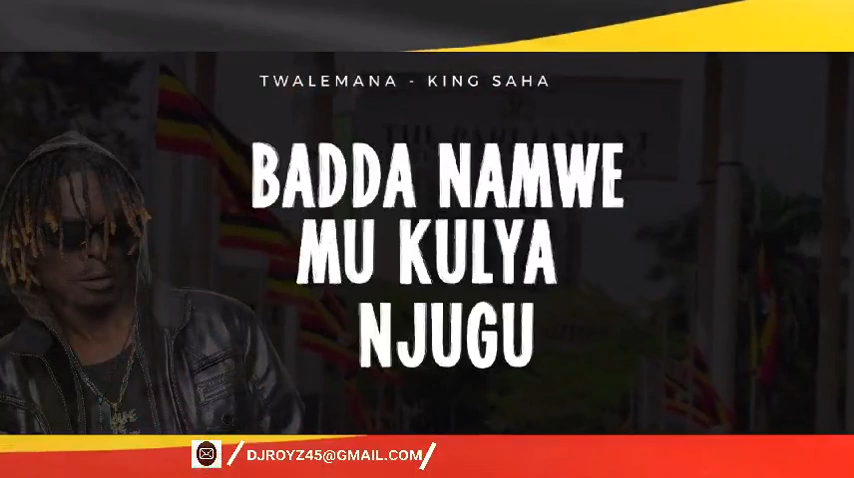 TWALEMANA - KING SAHA
BADDA NAMWE
MU KULYA
NJUGU
DJROYZ45@GMAIL.COM